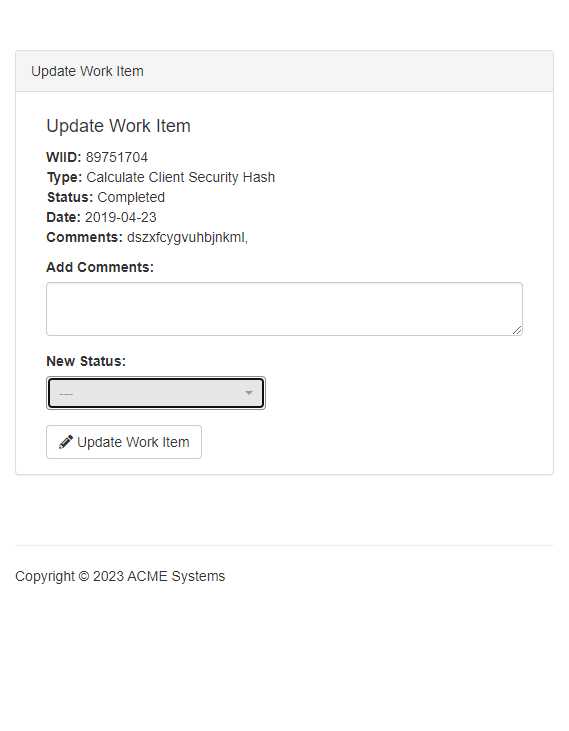 Update Work Item
Update Work Item
WIID: 89751704
Type: Calculate Client Security Hash
Status: Completed
Date: 2019-04-23
Comments: dszxfcygvuhbjnkml,
Add Comments:
New Status:
---
Update Work Item
Copyright © 2023 ACME Systems